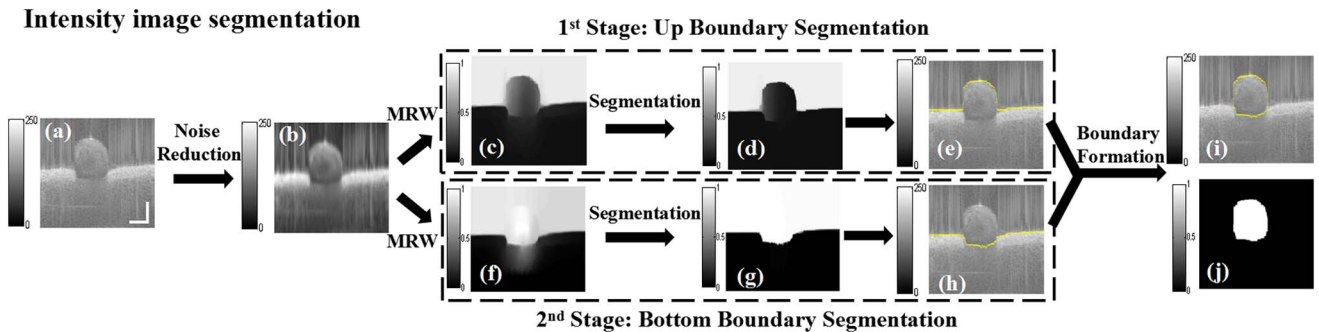 Intensity image segmentation
1st Stage: Up Boundary Segmentation
250
0
(a)
Noise
Reduction
250
0
(b)
MRW
MRW
1
0.5
0
(c)
Segmentation
1
0.5
0
(d)
250
0
(e)
1
0.5
0
(f)
Segmentation
1
0.5
0
(g)
250
0
(h)
2nd Stage: Bottom Boundary Segmentation
Boundary
Formation
250
0
(i)
1
0.5
0
(j)